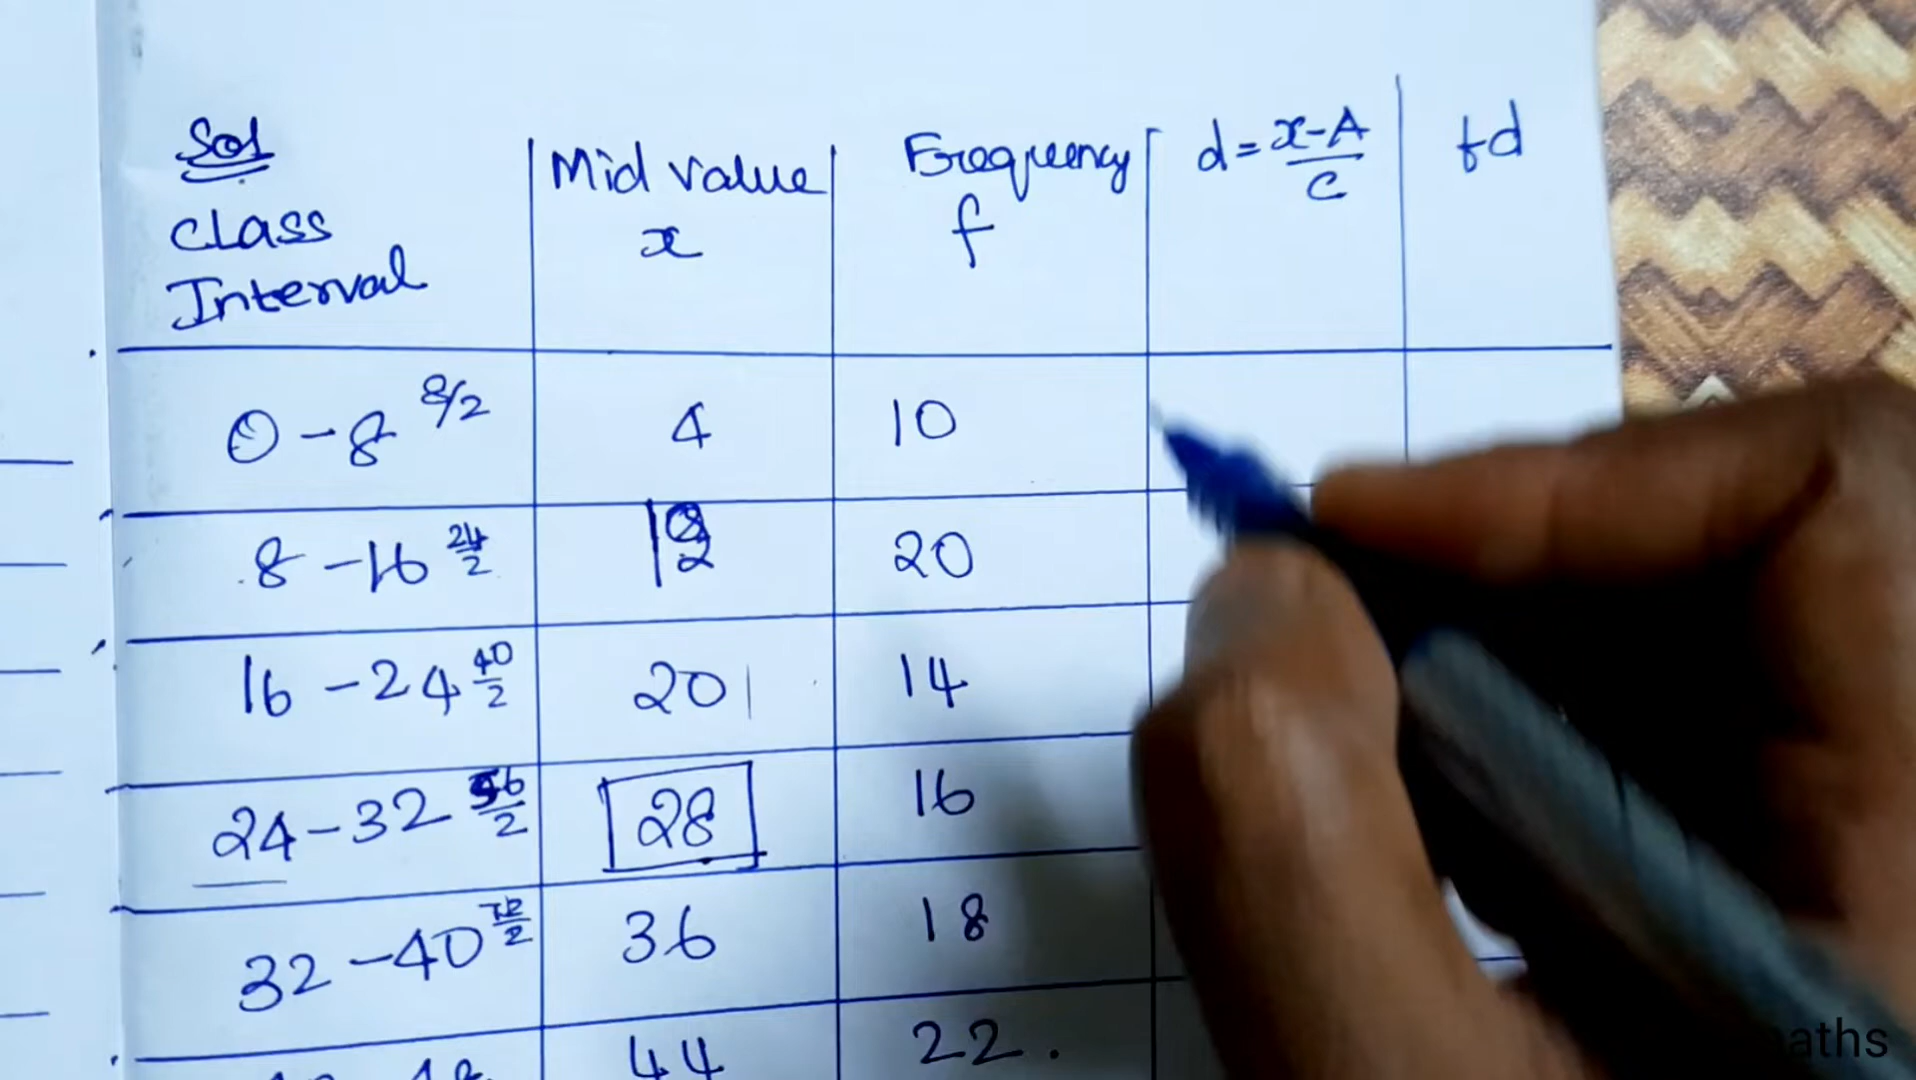 Sol
Class Interval | Mid value x | Frequency f | d = x-A/c | fd
0 - 8 8/2 | 4 | 10
8 - 16 24/2 | 12 | 20
16 - 24 40/2 | 20 | 14
24 - 32 56/2 | 28 | 16
32 - 40 72/2 | 36 | 18
44 | 22.
aths